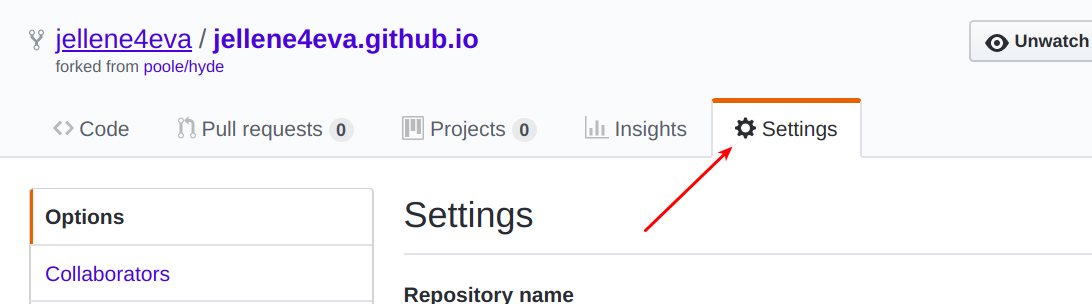 jellene4eva / jellene4eva.github.io
Unwatch
forked from poole/hyde
Code
Pull requests 0
Projects 0
Insights
Settings
Options
Settings
Collaborators
Repository name